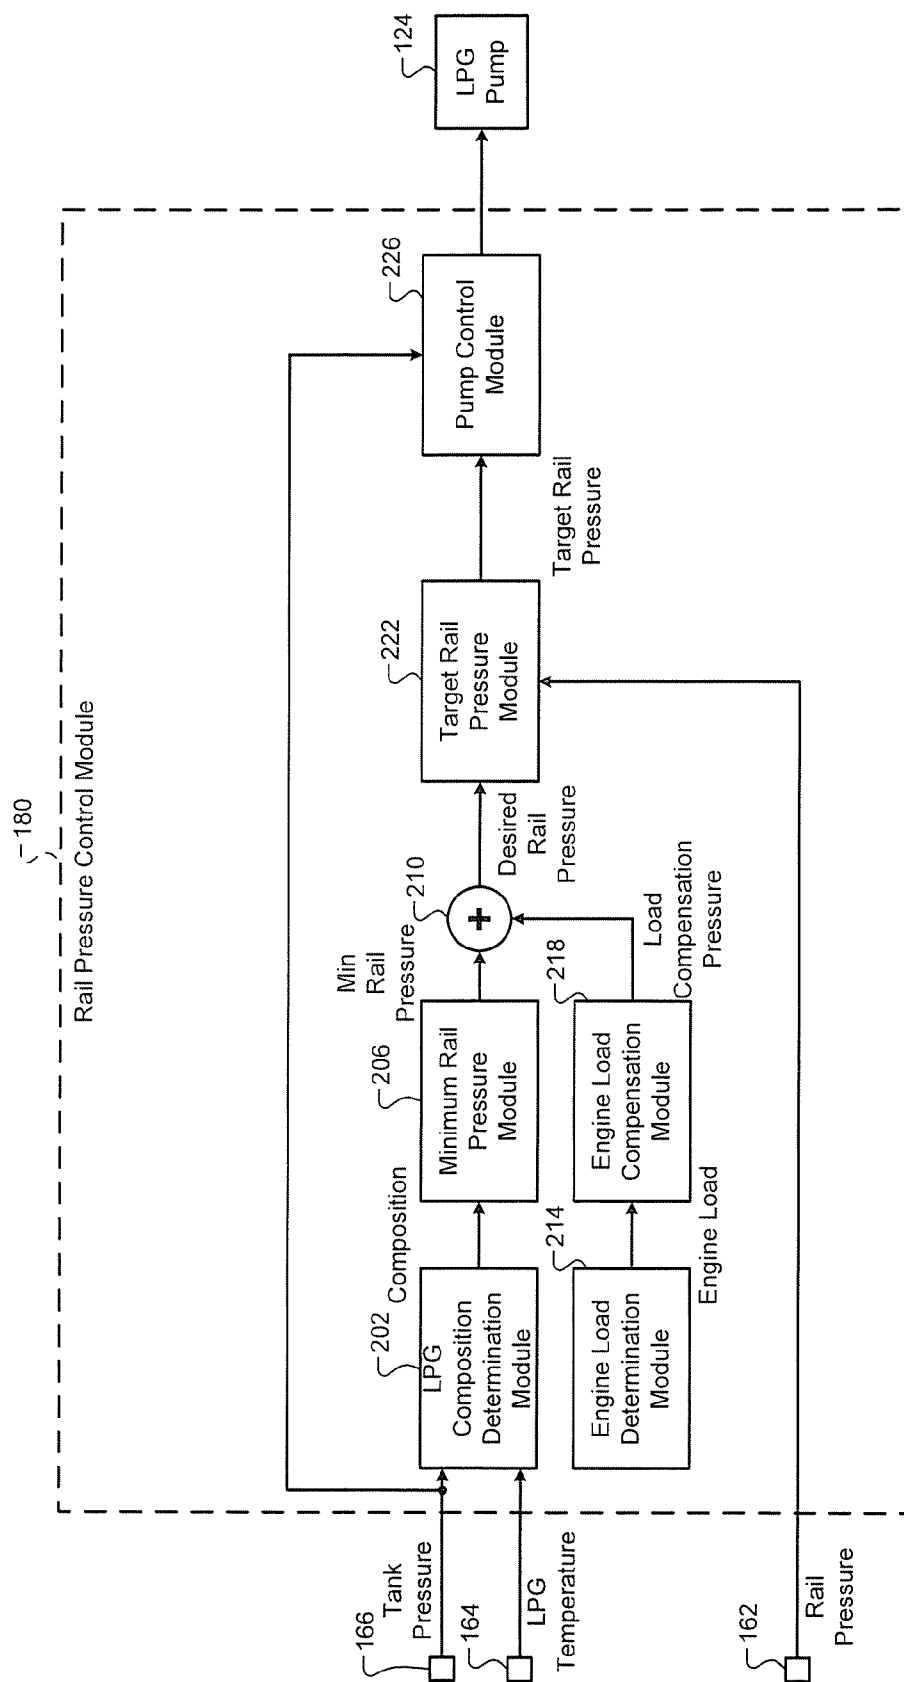 180
Rail Pressure Control Module
166
Tank
Pressure
164
LPG
Temperature
162
Rail
Pressure
202
LPG
Composition
Determination
Module
Composition
206
Minimum Rail
Pressure
Module
Min
Rail
Pressure
210
+
214
Engine Load
Determination
Module
Engine Load
218
Engine Load
Compensation
Module
Load
Compensation
Pressure
Desired
Rail
Pressure
222
Target Rail
Pressure
Module
Target Rail
Pressure
226
Pump Control
Module
124
LPG
Pump